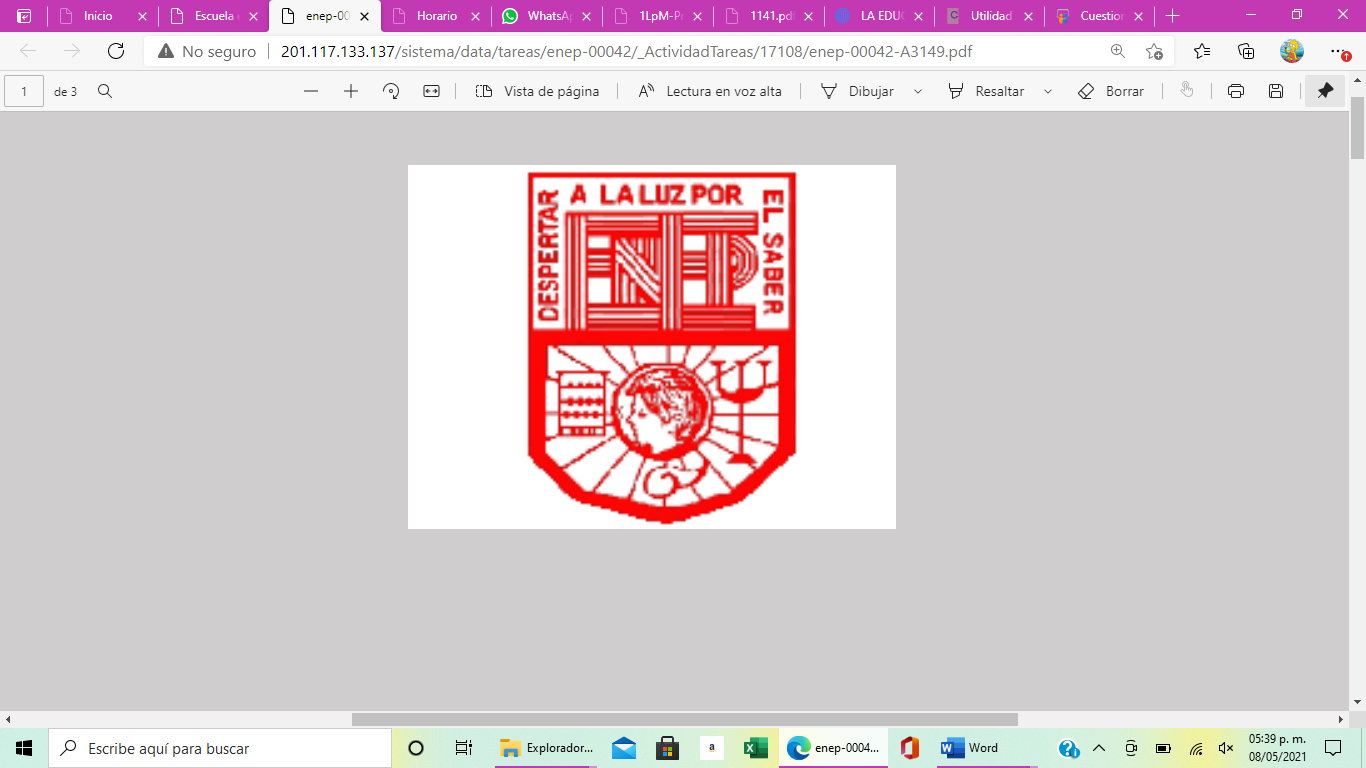 Inicio
Escuela
enep-00
Horario
WhatsAp
1LpM-P
1141.pd
LA EDUC
Utilidad
Cuestion
No seguro
201.117.133.137/sistema/data/tareas/enep-00042/_ActividadTareas/17108/enep-00042-A3149.pdf
1 de 3
Vista de página
Lectura en voz alta
Dibujar
Resaltar
Borrar
DESPERTAR A LA LUZ POR EL SABER
ENEP
Escribe aquí para buscar
Explorador...
a
enep-0004...
Word
05:39 p. m.
08/05/2021